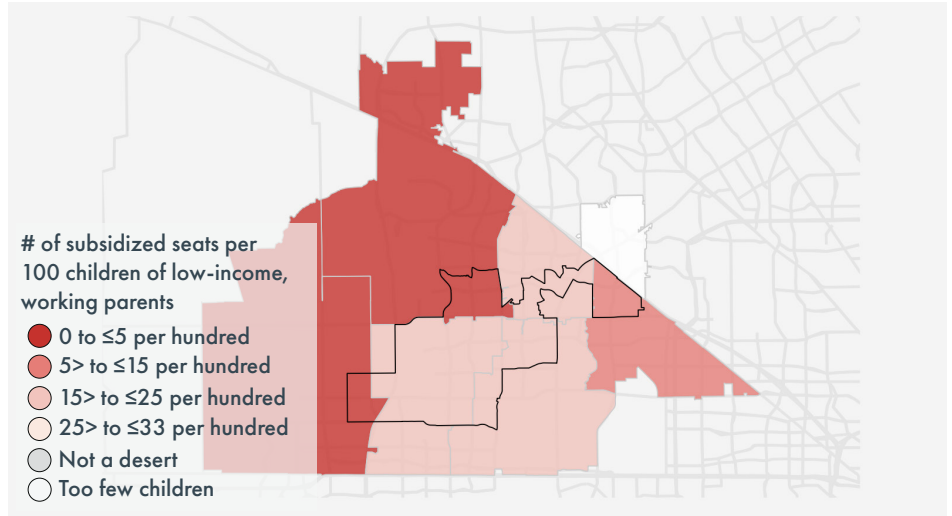 # of subsidized seats per
100 children of low-income,
working parents
0 to ≤5 per hundred
5> to ≤15 per hundred
15> to ≤25 per hundred
25> to ≤33 per hundred
Not a desert
Too few children